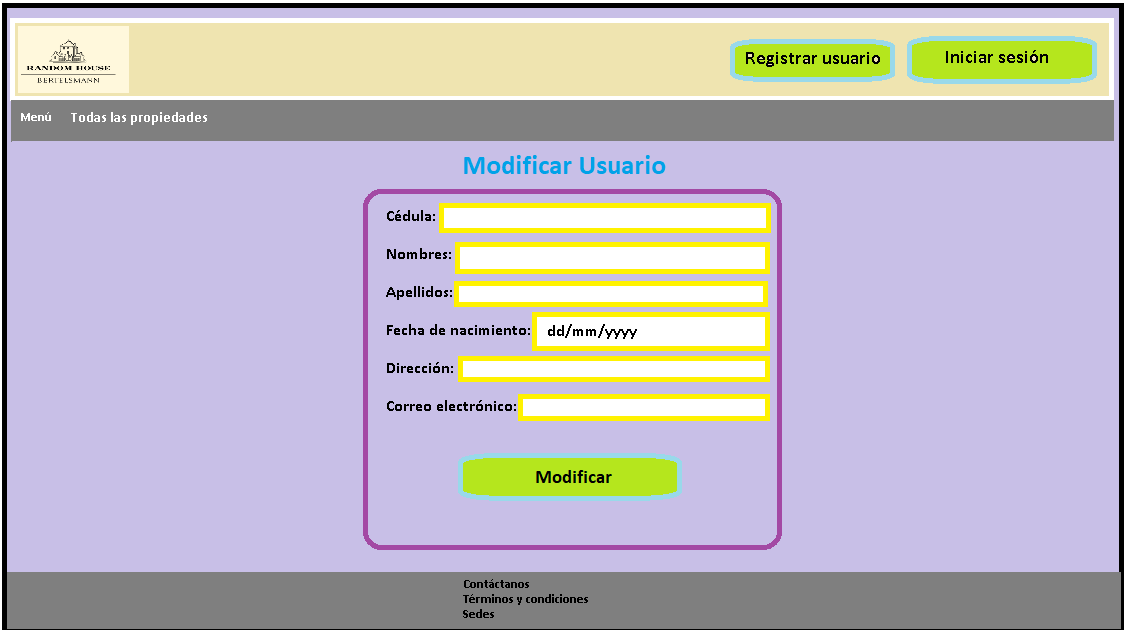 RANDOM HOUSE
BERTELSMANN
Registrar usuario
Iniciar sesión
Menú
Todas las propiedades
Modificar Usuario
Cédula:
Nombres:
Apellidos:
Fecha de nacimiento: dd/mm/yyyy
Dirección:
Correo electrónico:
Modificar
Contáctanos
Términos y condiciones
Sedes